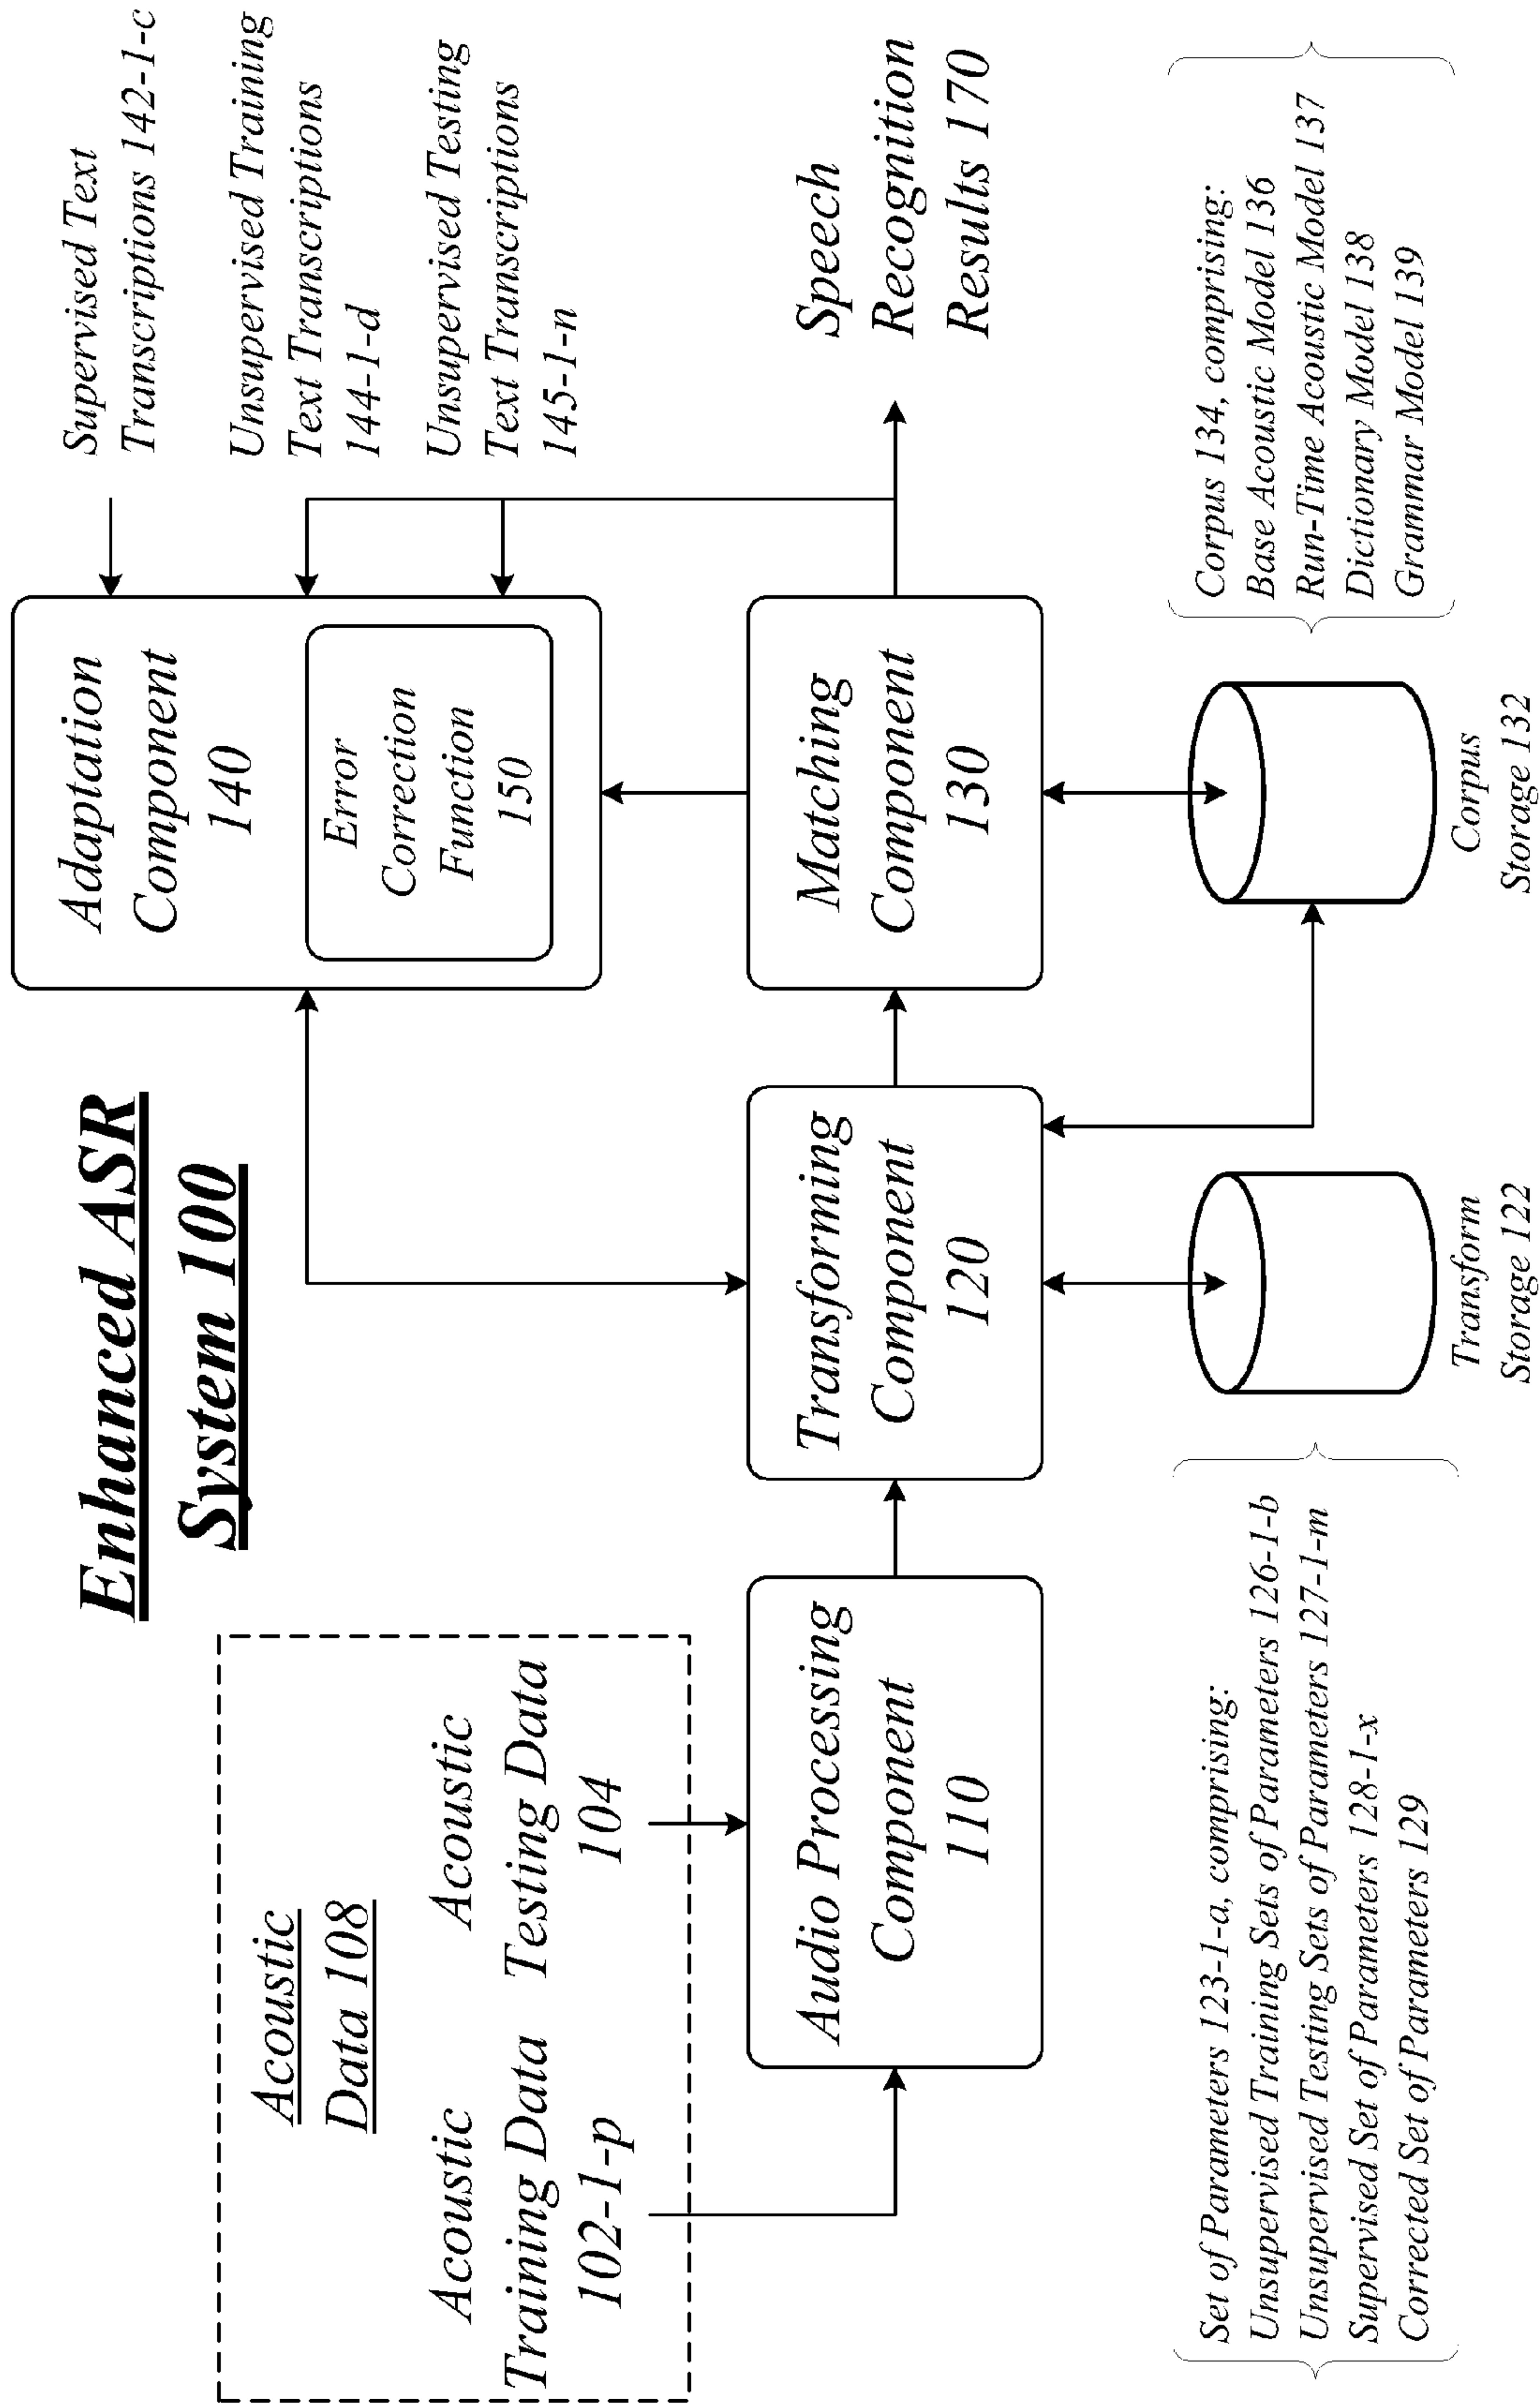 Enhanced ASR
System 100
Acoustic
Data 108
Acoustic
Training Data
102-1-p
Acoustic
Testing Data
104
Audio Processing
Component
110
Transforming
Component
120
Matching
Component
130
Adaptation
Component
140
Error
Correction
Function
150
Supervised Text
Transcriptions 142-1-c
Unsupervised Training
Text Transcriptions
144-1-d
Unsupervised Testing
Text Transcriptions
145-1-n
Speech
Recognition
Results 170
Set of Parameters 123-1-a, comprising:
Unsupervised Training Sets of Parameters 126-1-b
Unsupervised Testing Sets of Parameters 127-1-m
Supervised Set of Parameters 128-1-x
Corrected Set of Parameters 129
Transform
Storage 122
Corpus
Storage 132
Corpus 134, comprising:
Base Acoustic Model 136
Run-Time Acoustic Model 137
Dictionary Model 138
Grammar Model 139